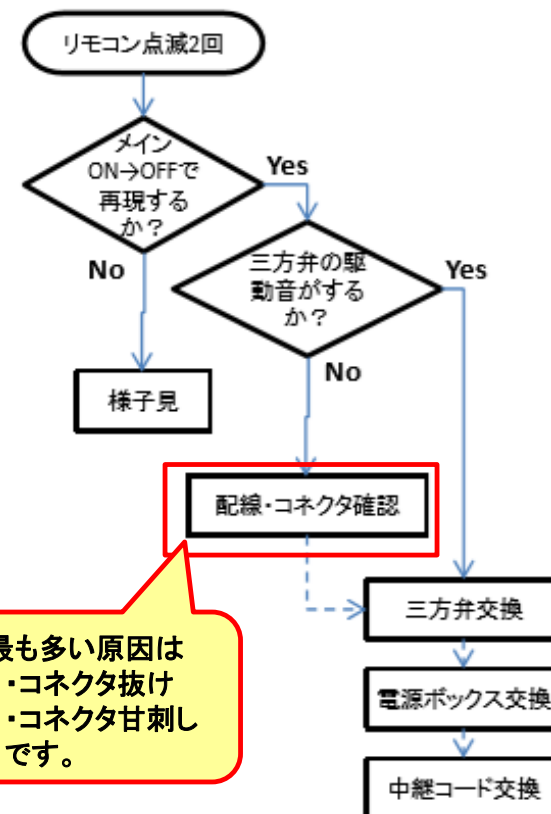 リモコン点滅2回
メイン
ON→OFFで
再現する
か？
Yes
No
三方弁の駆
動音がする
か？
Yes
No
様子見
配線・コネクタ確認
最も多い原因は
・コネクタ抜け
・コネクタ甘刺し
です。
三方弁交換
電源ボックス交換
中継コード交換